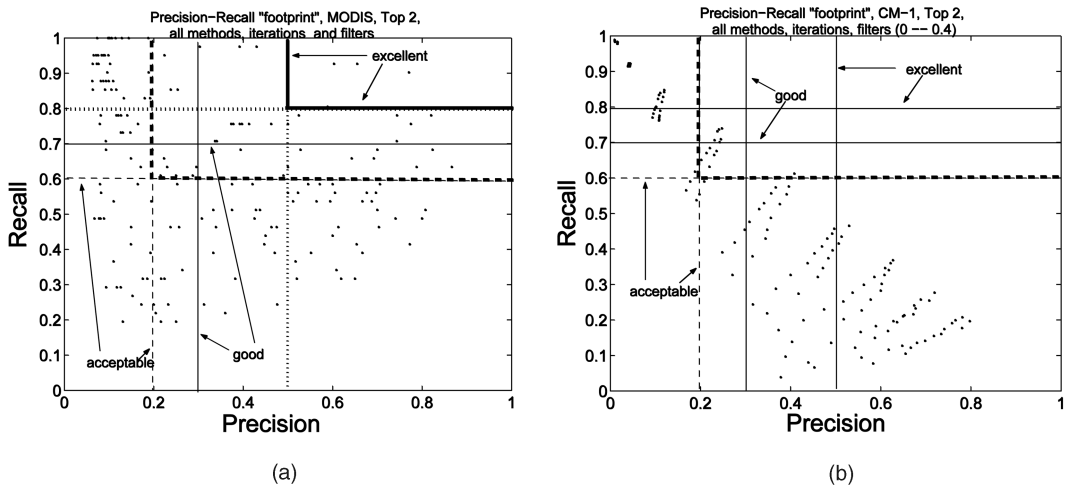 Precision-Recall "footprint", MODIS, Top 2,
all methods, iterations and filters
1
0.9
0.8
0.7
0.6
0.5
0.4
0.3
0.2
0.1
0
Recall
excellent
acceptable
good
0
0.2
0.4
0.6
0.8
1
Precision
(a)
Precision-Recall "footprint", CM-1, Top 2,
all methods, iterations, filters (0 -- 0.4)
1
0.9
0.8
0.7
0.6
0.5
0.4
0.3
0.2
0.1
0
Recall
excellent
good
acceptable
0
0.2
0.4
0.6
0.8
1
Precision
(b)